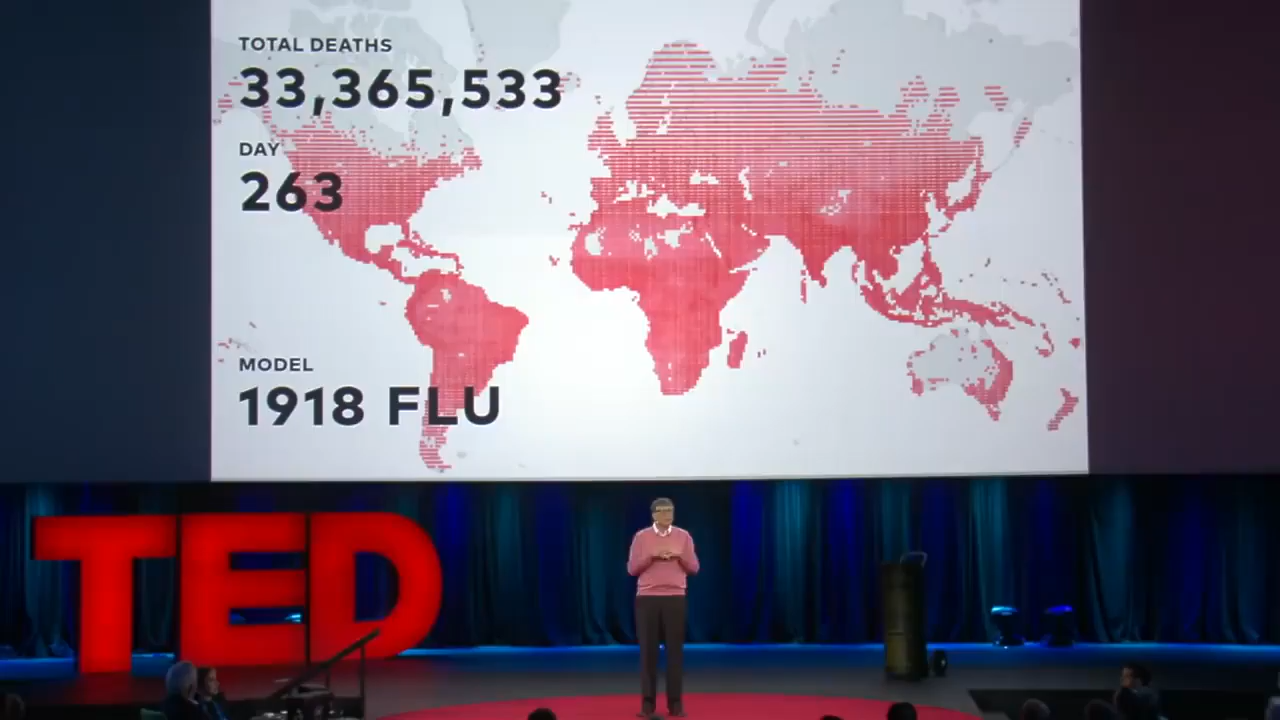 TOTAL DEATHS
33,365,533
DAY
263
MODEL
1918 FLU
TED